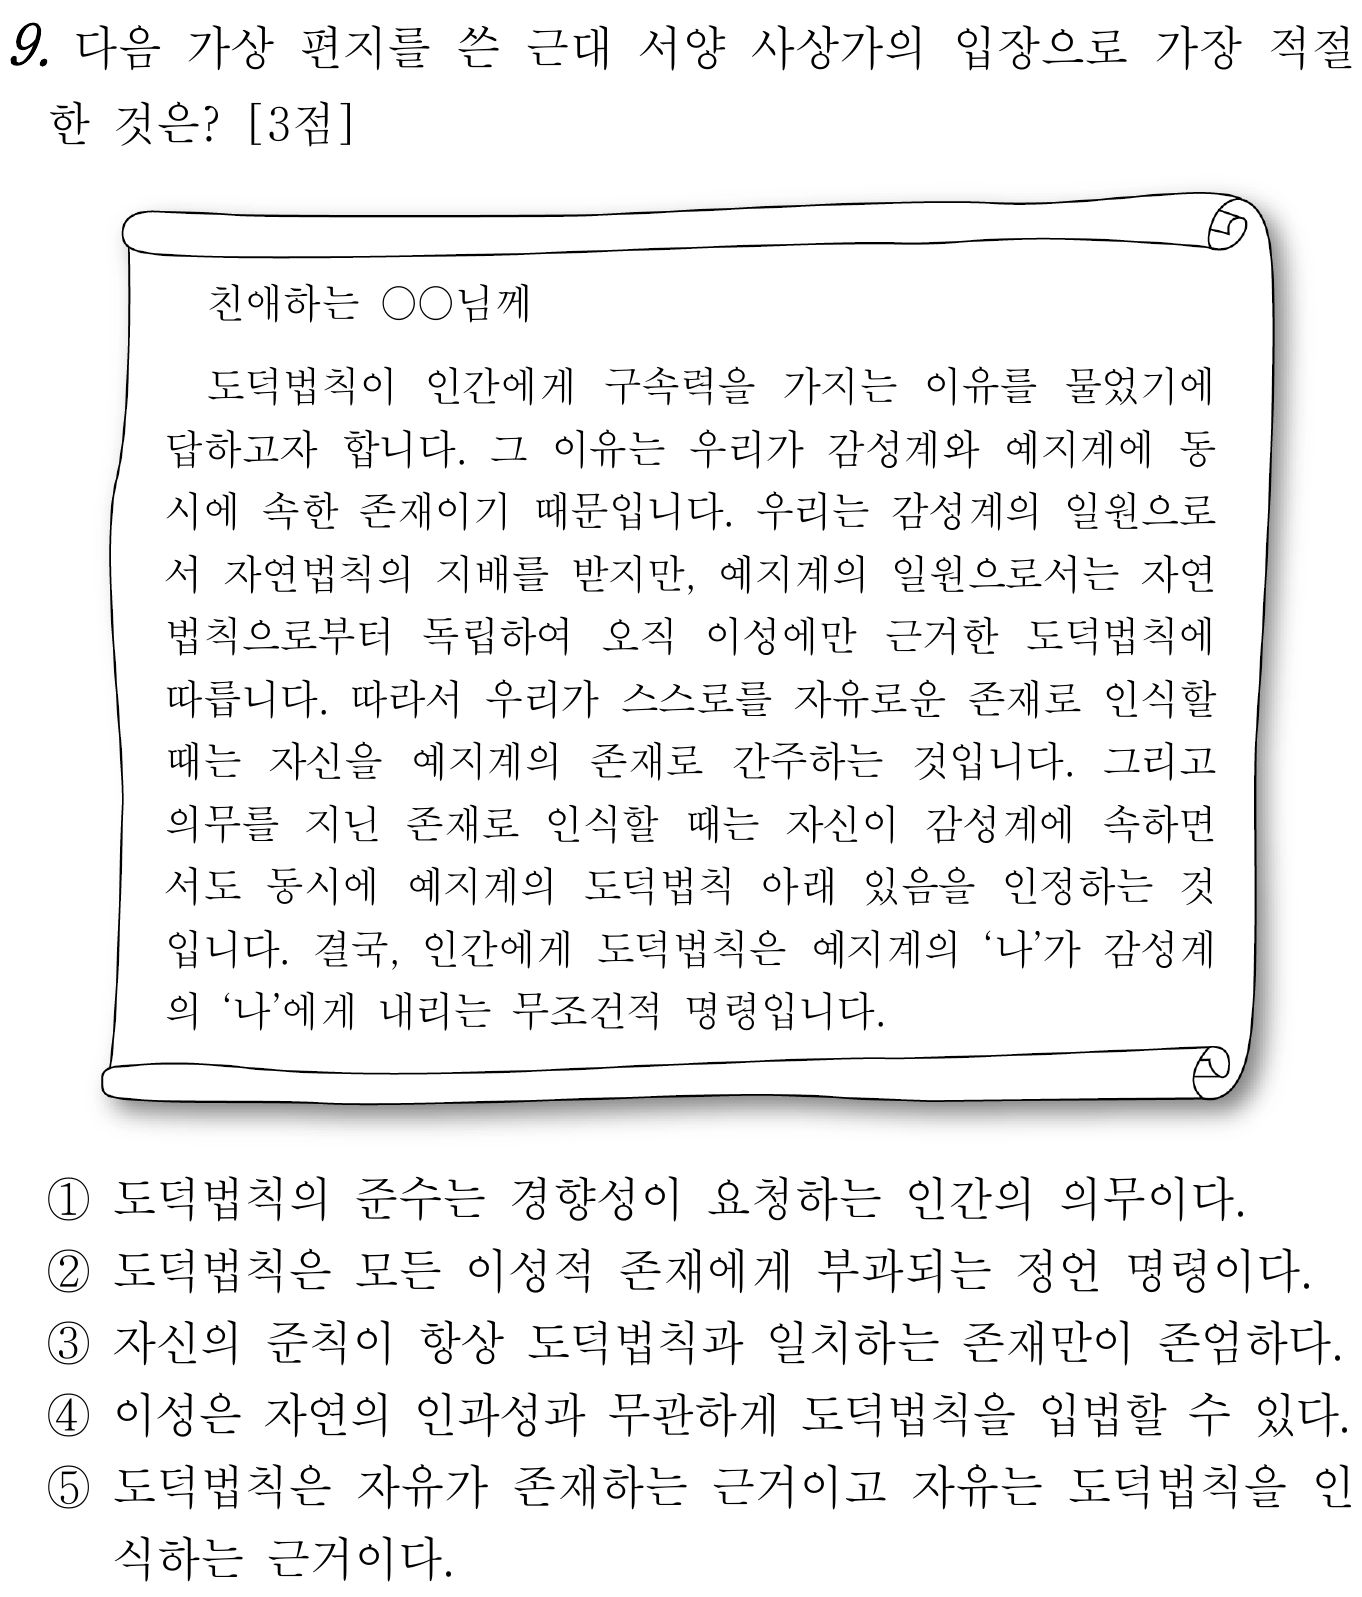 9. 다음 가상 편지를 쓴 근대 서양 사상가의 입장으로 가장 적절
한 것은? [3점]
친애하는 ○○님께
도덕법칙이 인간에게 구속력을 가지는 이유를 물었기에
답하고자 합니다. 그 이유는 우리가 감성계와 예지계에 동
시에 속한 존재이기 때문입니다. 우리는 감성계의 일원으로
서 자연법칙의 지배를 받지만, 예지계의 일원으로서는 자연
법칙으로부터 독립하여 오직 이성에만 근거한 도덕법칙에
따릅니다. 따라서 우리가 스스로를 자유로운 존재로 인식할
때는 자신을 예지계의 존재로 간주하는 것입니다. 그리고
의무를 지닌 존재로 인식할 때는 자신이 감성계에 속하면
서도 동시에 예지계의 도덕법칙 아래 있음을 인정하는 것
입니다. 결국, 인간에게 도덕법칙은 예지계의 ‘나’가 감성계
의 ‘나’에게 내리는 무조건적 명령입니다.
① 도덕법칙의 준수는 경향성이 요청하는 인간의 의무이다.
② 도덕법칙은 모든 이성적 존재에게 부과되는 정언 명령이다.
③ 자신의 준칙이 항상 도덕법칙과 일치하는 존재만이 존엄하다.
④ 이성은 자연의 인과성과 무관하게 도덕법칙을 입법할 수 있다.
⑤ 도덕법칙은 자유가 존재하는 근거이고 자유는 도덕법칙을 인
식하는 근거이다.